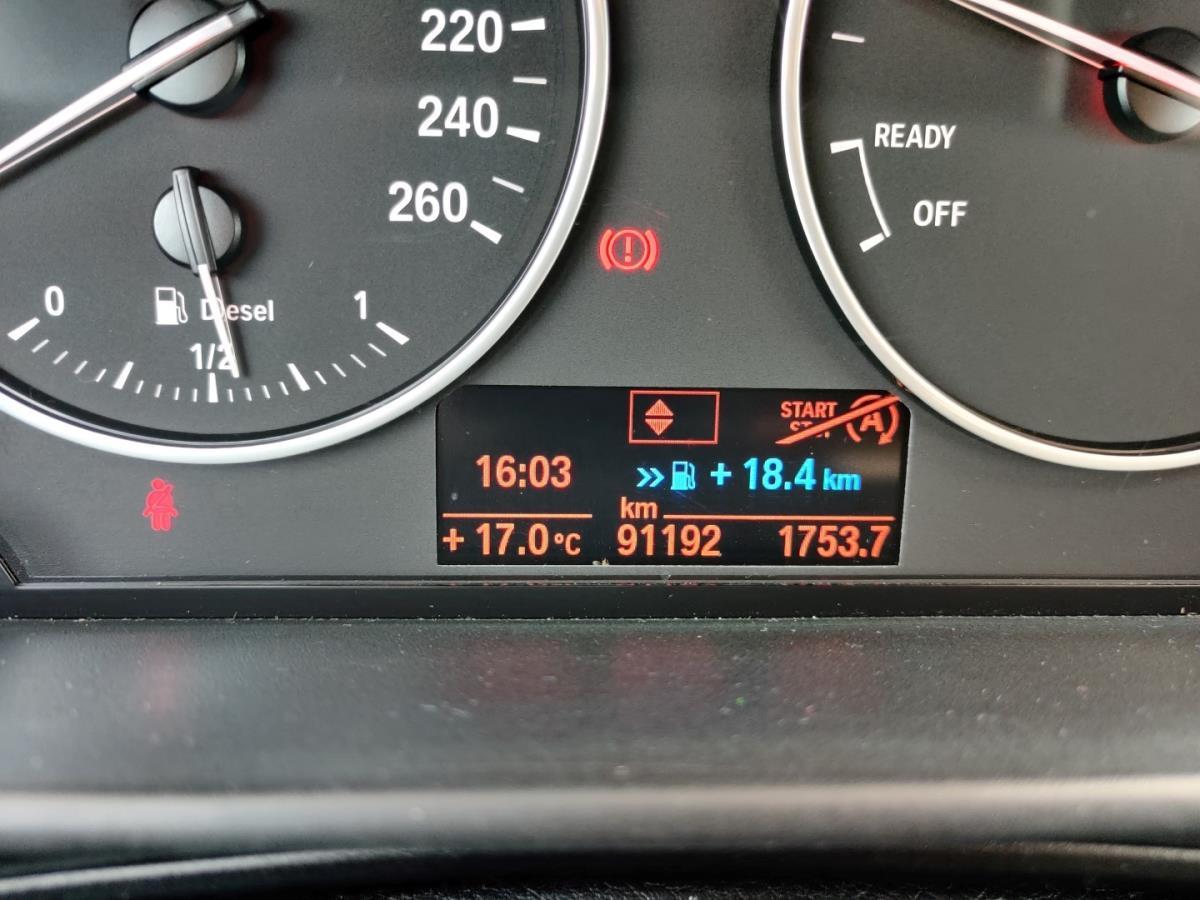 220
240
260
READY
OFF
0
Diesel
1
1/2
START
STOP
A
16:03
+ 18.4 km
km
+ 17.0 °C
91192
1753.7